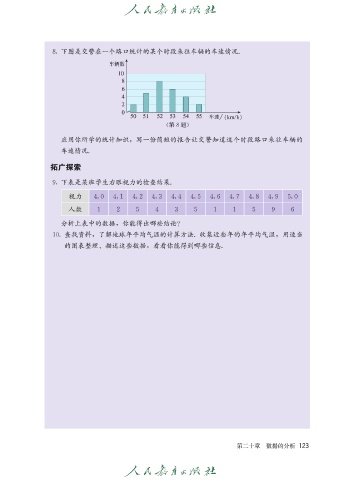 人民教育出版社
8. 下图是交警在一个路口统计的某个时段来往车辆的车速情况.
车辆数
10
8
6
4
2
0
50 51 52 53 54 55 车速/(km/h)
(第 8 题)
应用你所学的统计知识，写一份简短的报告让交警知道这个时段路口来往车辆的
车速情况.
拓广探索
9. 下表是某班学生右眼视力的检查结果.
视力 4.0 4.1 4.2 4.3 4.4 4.5 4.6 4.7 4.8 4.9 5.0
人数 1 2 5 4 3 5 1 1 5 9 6
分析上表中的数据，你能得出哪些结论？
10. 查找资料，了解地球年平均气温的计算方法. 收集近些年的年平均气温，用适当
的图表整理、描述这些数据，看看你能得到哪些信息.
第二十章 数据的分析 123
人民教育出版社